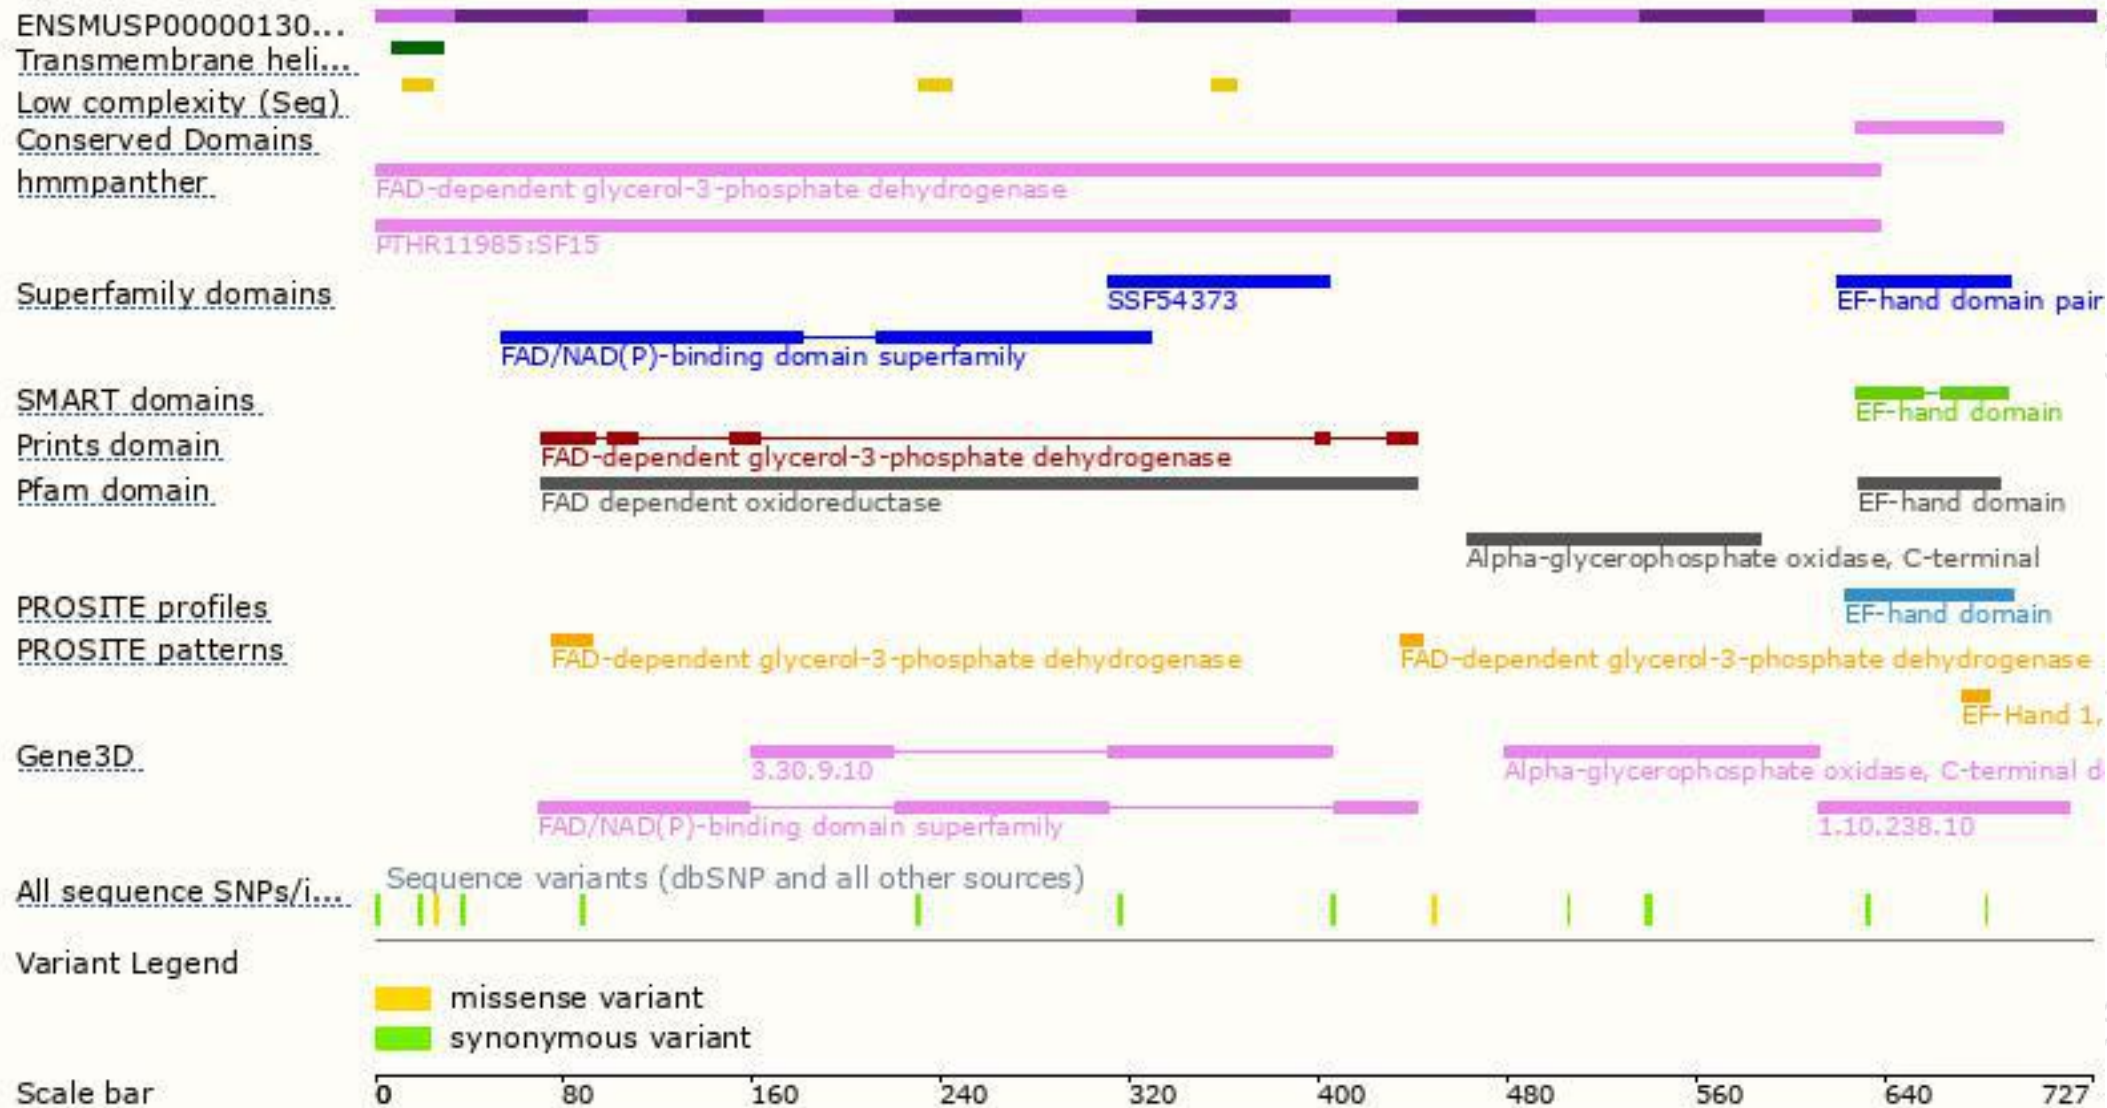 ENSMUSP00000130...
Transmembrane heli...
Low complexity (Seg)
Conserved Domains
hmmpanther
FAD-dependent glycerol-3-phosphate dehydrogenase
PTHR11985:SF15
Superfamily domains
SSF54373
EF-hand domain pair
FAD/NAD(P)-binding domain superfamily
SMART domains
EF-hand domain
Prints domain
FAD-dependent glycerol-3-phosphate dehydrogenase
Pfam domain
FAD dependent oxidoreductase
EF-hand domain
Alpha-glycerophosphate oxidase, C-terminal
PROSITE profiles
EF-hand domain
PROSITE patterns
FAD-dependent glycerol-3-phosphate dehydrogenase
FAD-dependent glycerol-3-phosphate dehydrogenase
EF-Hand 1,
Gene3D
3.30.9.10
Alpha-glycerophosphate oxidase, C-terminal d
FAD/NAD(P)-binding domain superfamily
1.10.238.10
Sequence variants (dbSNP and all other sources)
All sequence SNPs/i...
Variant Legend
missense variant
synonymous variant
Scale bar
0 80 160 240 320 400 480 560 640 727